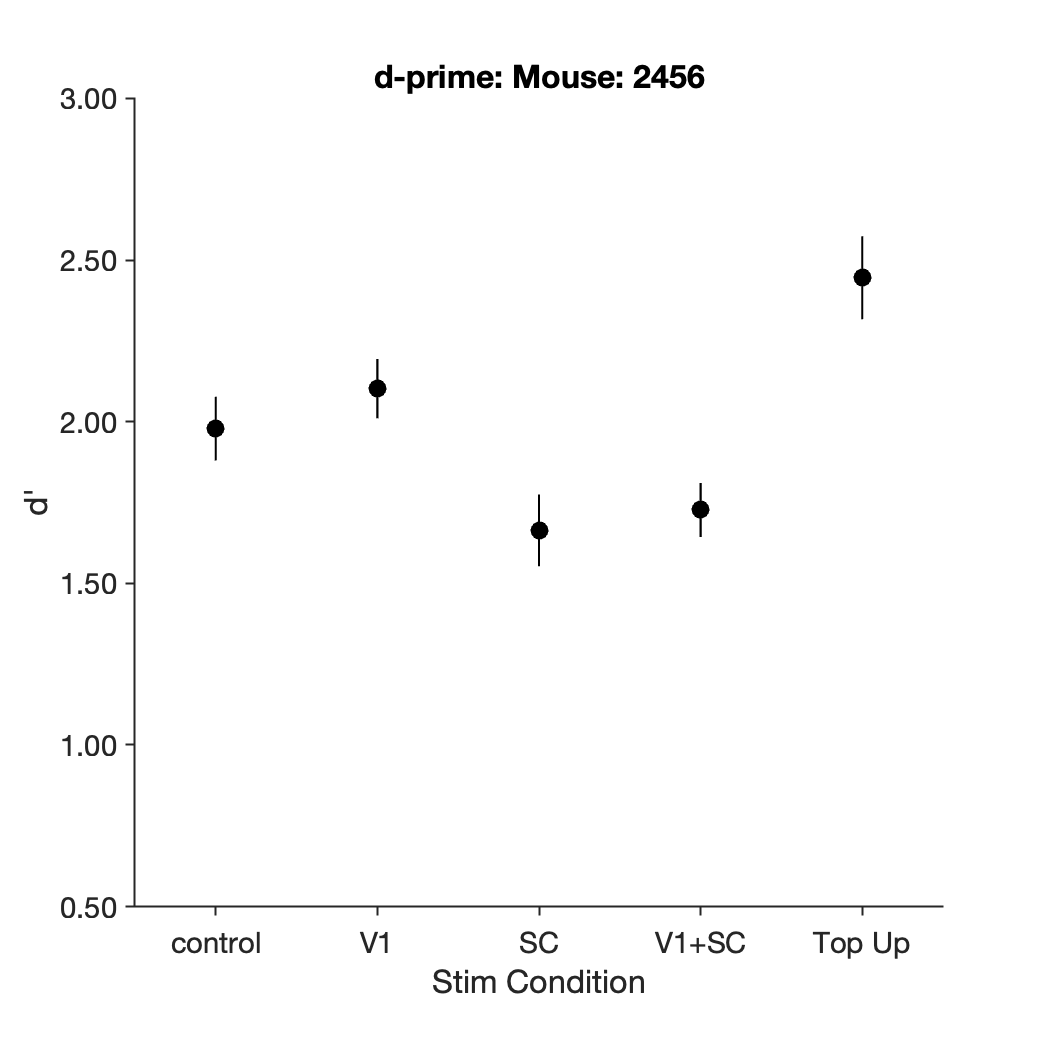 d-prime: Mouse: 2456
3.00
2.50
2.00
1.50
1.00
0.50
d'
control V1 SC V1+SC Top Up
Stim Condition